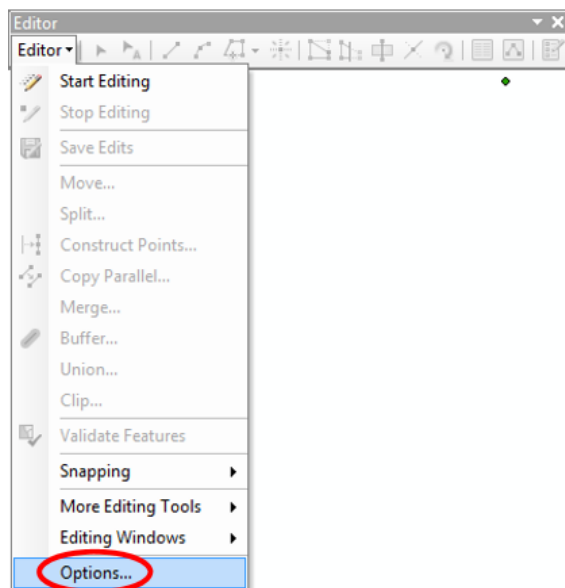 Editor
Editor
Start Editing
Stop Editing
Save Edits
Move...
Split...
Construct Points...
Copy Parallel...
Merge...
Buffer...
Union...
Clip...
Validate Features
Snapping
More Editing Tools
Editing Windows
Options...